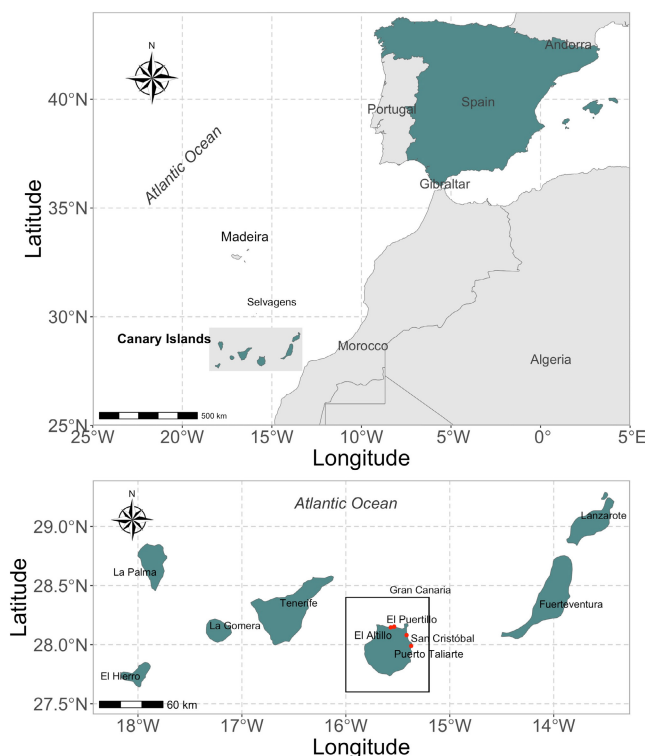 N
Andorra
40°N
Portugal
Spain
Atlantic Ocean
Gibraltar
35°N
Latitude
Madeira
Selvagens
30°N
Canary Islands
Morocco
Algeria
500 km
25°N
25°W 20°W 15°W 10°W 5°W 0° 5°E
Longitude
N
Atlantic Ocean
29.0°N
Lanzarote
La Palma
28.5°N
Gran Canaria
Tenerife
Fuerteventura
El Puertillo
Latitude
La Gomera
El Altillo
San Cristóbal
28.0°N
Puerto Taliarte
El Hierro
27.5°N
60 km
18°W 17°W 16°W 15°W 14°W
Longitude